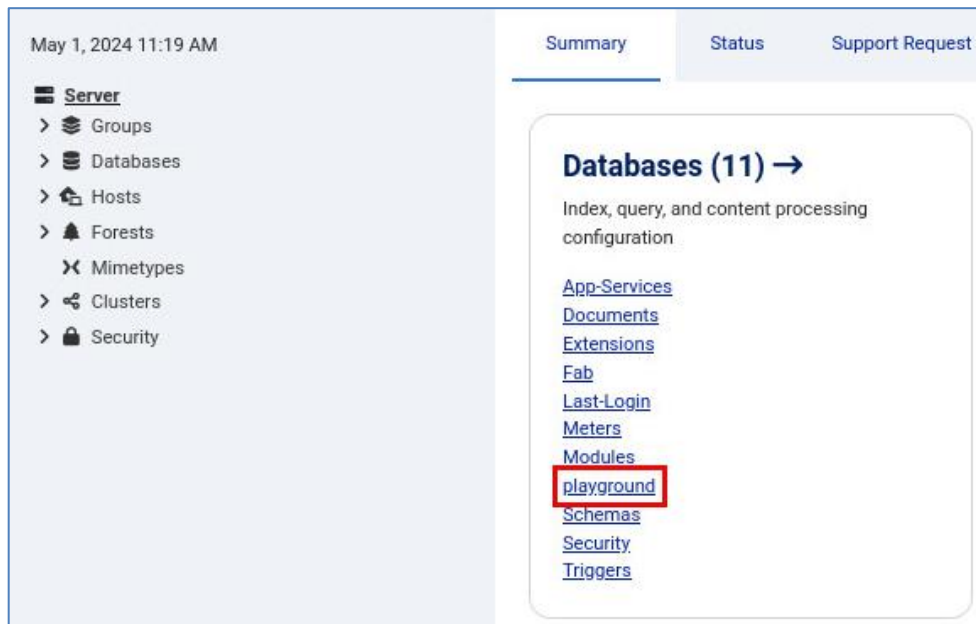 May 1, 2024 11:19 AM
Server
Groups
Databases
Hosts
Forests
Mimetypes
Clusters
Security
Summary Status Support Request
Databases (11) →
Index, query, and content processing
configuration
App-Services
Documents
Extensions
Fab
Last-Login
Meters
Modules
playground
Schemas
Security
Triggers